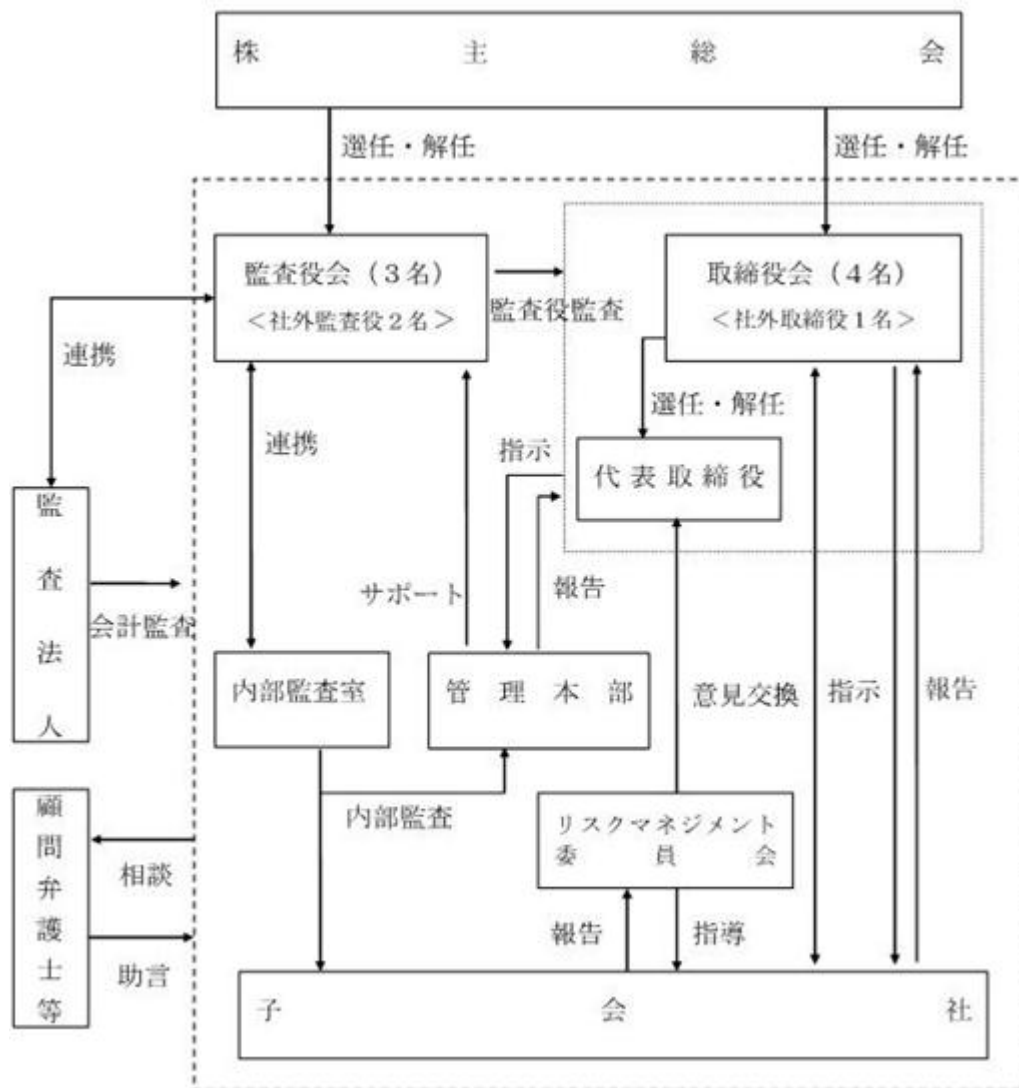 株主総会
選任・解任
選任・解任
監査役会（３名）
＜社外監査役２名＞
監査役監査
取締役会（４名）
＜社外取締役１名＞
連携
選任・解任
連携
指示
代表取締役
監査法人
会計監査
サポート
報告
内部監査室
管理本部
意見交換
指示
報告
内部監査
リスクマネジメント
委員会
顧問弁護士等
相談
助言
報告
指導
子会社